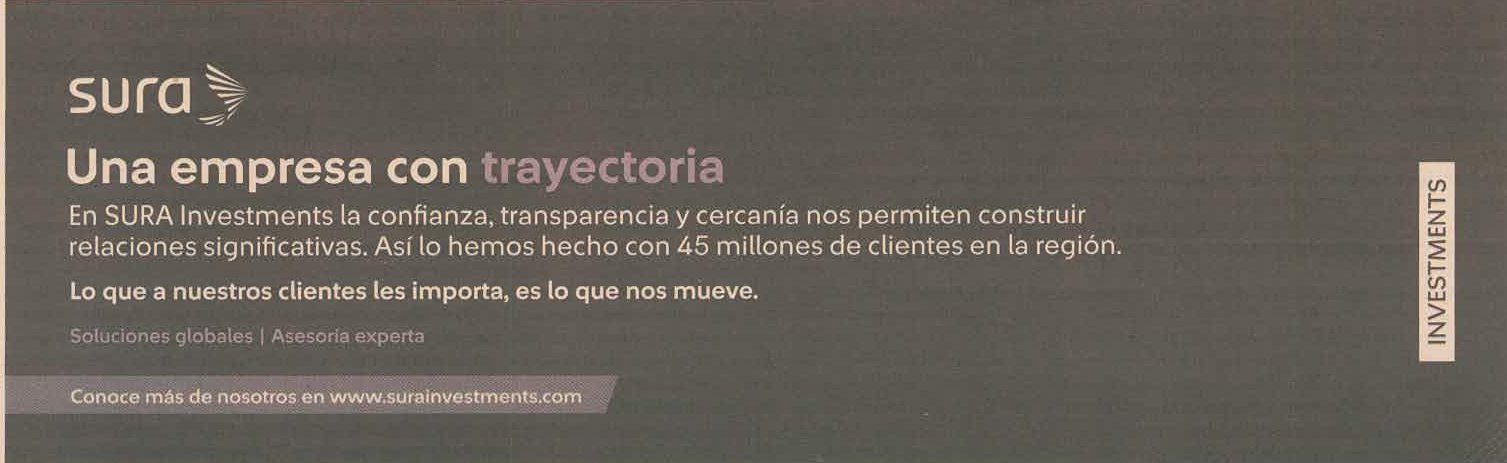 sura
Una empresa con trayectoria
En SURA Investments la confianza, transparencia y cercanía nos permiten construir
relaciones significativas. Así lo hemos hecho con 45 millones de clientes en la región.
Lo que a nuestros clientes les importa, es lo que nos mueve.
Soluciones globales | Asesoría experta
Conoce más de nosotros en www.surainvestments.com
INVESTMENTS